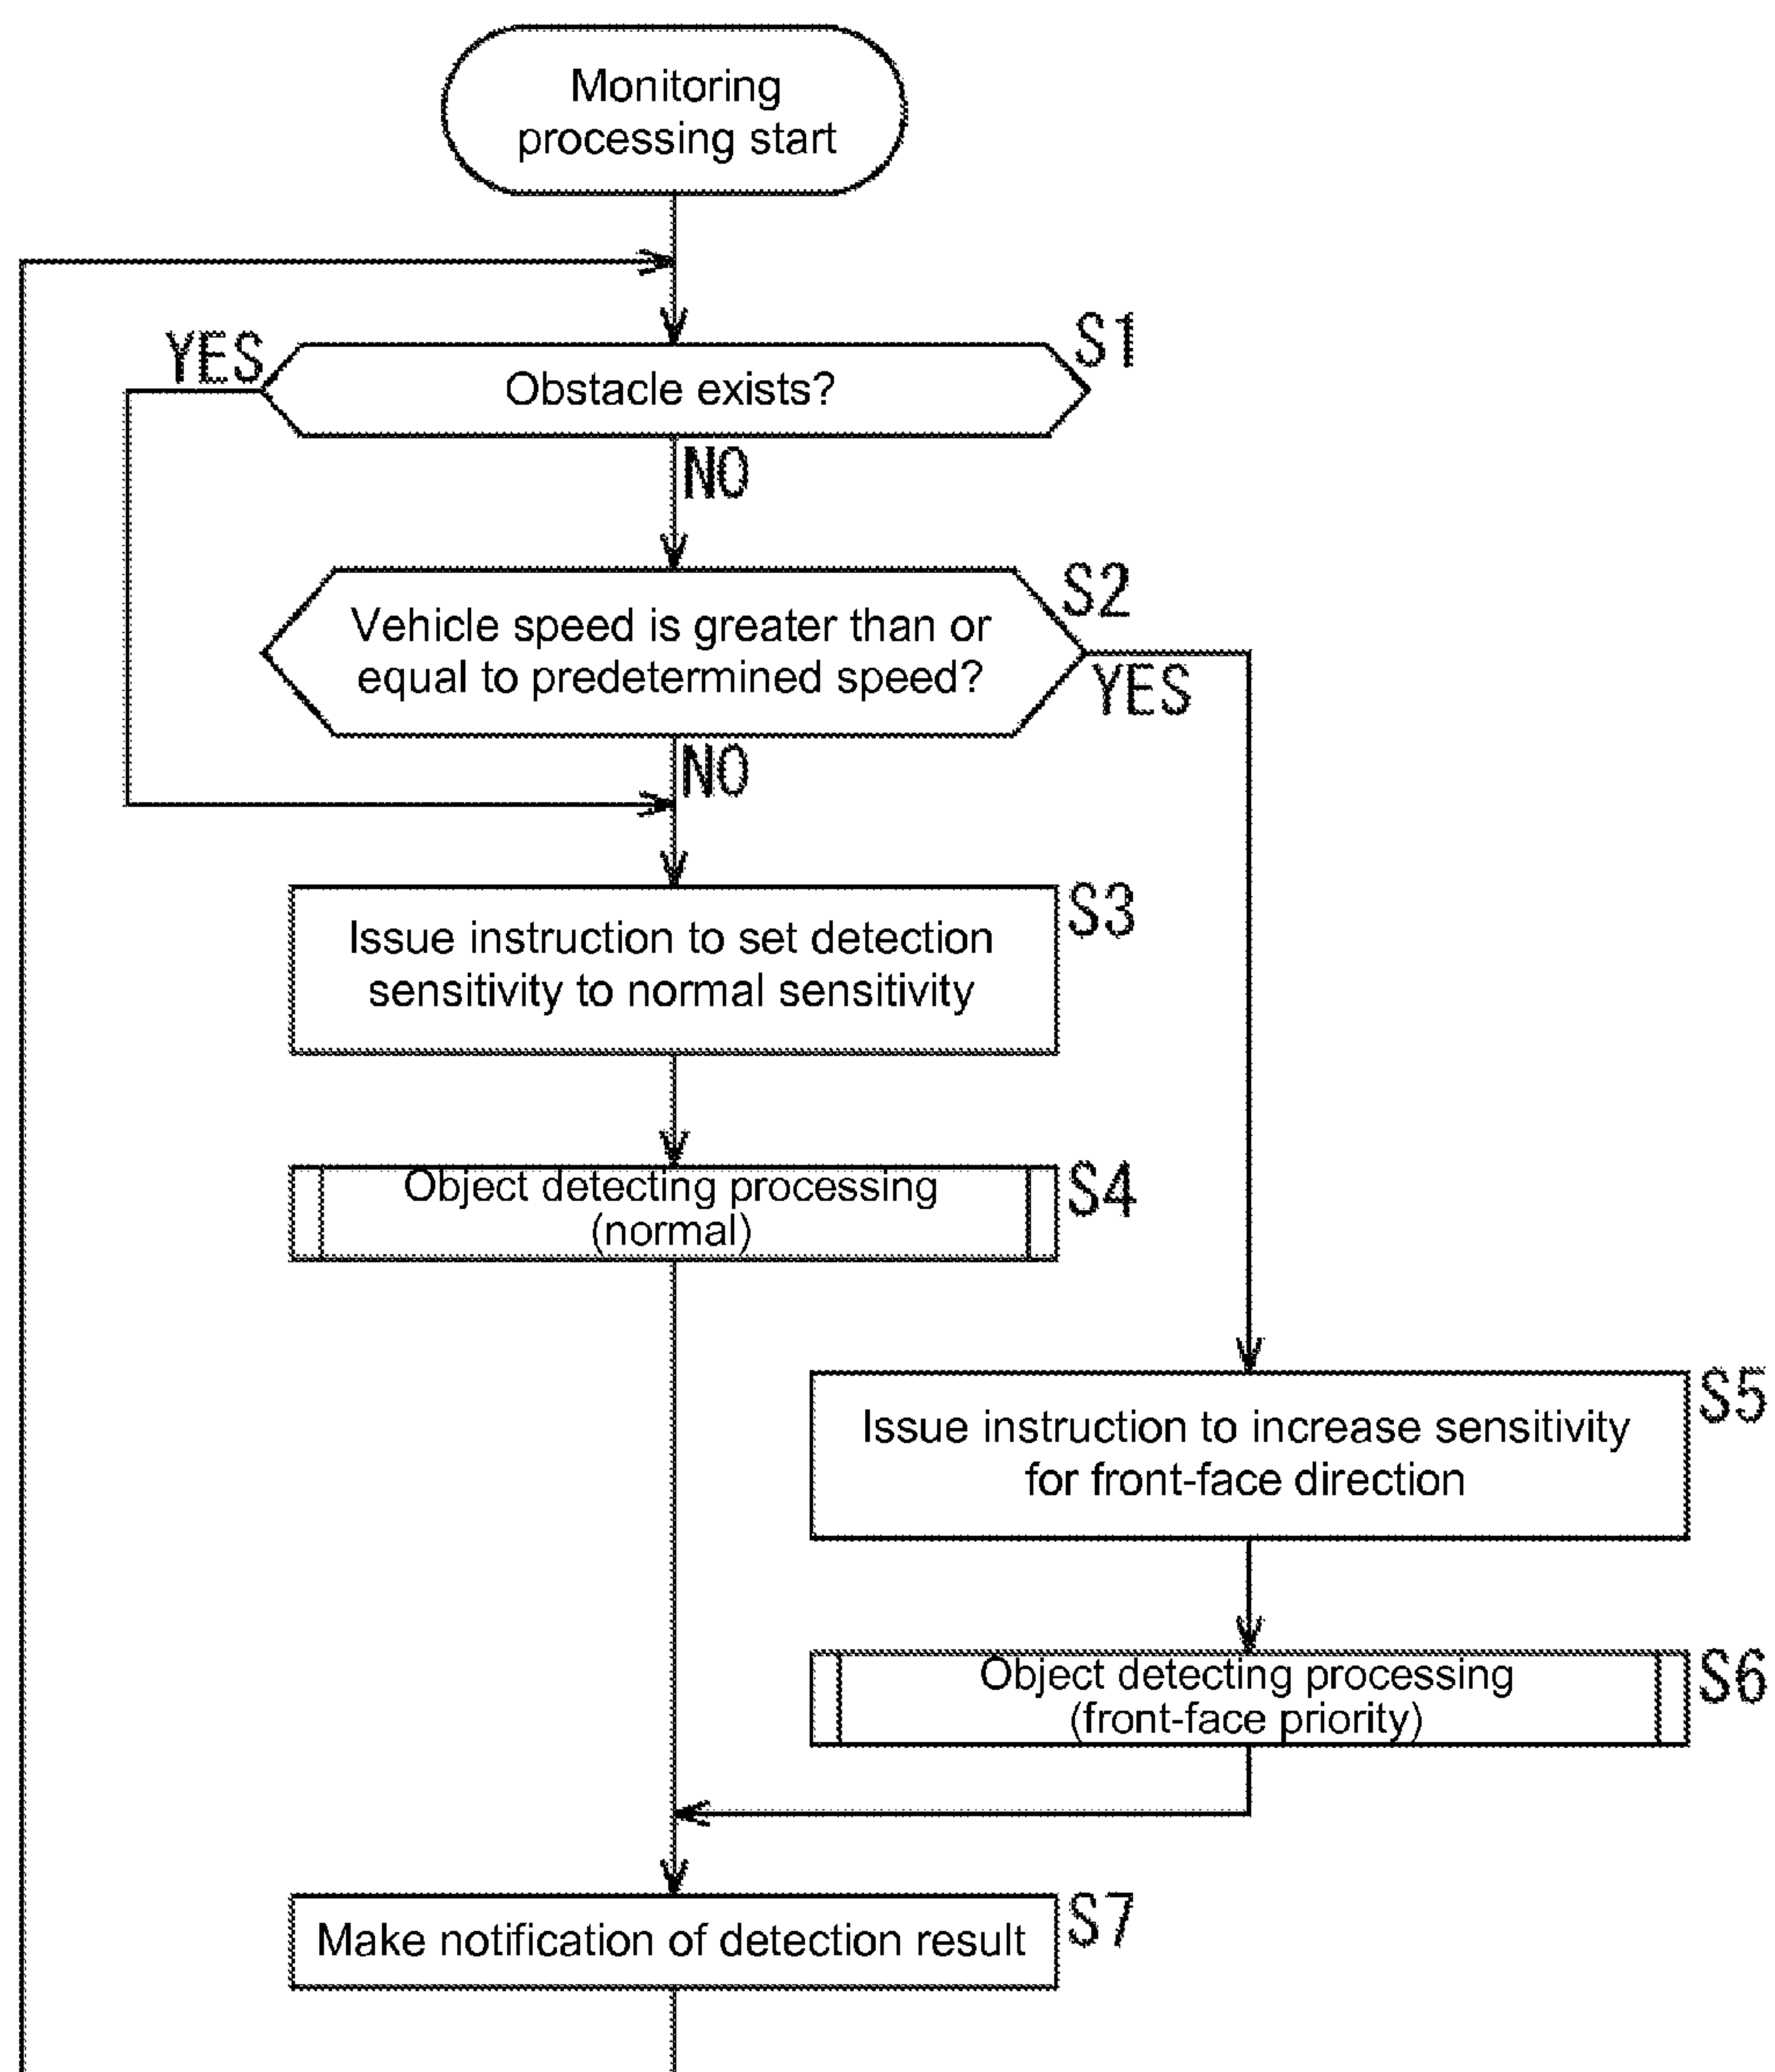 Monitoring
processing start
YES
S1
Obstacle exists?
NO
S2
Vehicle speed is greater than or
equal to predetermined speed?
YES
NO
S3
Issue instruction to set detection
sensitivity to normal sensitivity
S4
Object detecting processing
(normal)
S5
Issue instruction to increase sensitivity
for front-face direction
S6
Object detecting processing
(front-face priority)
S7
Make notification of detection result